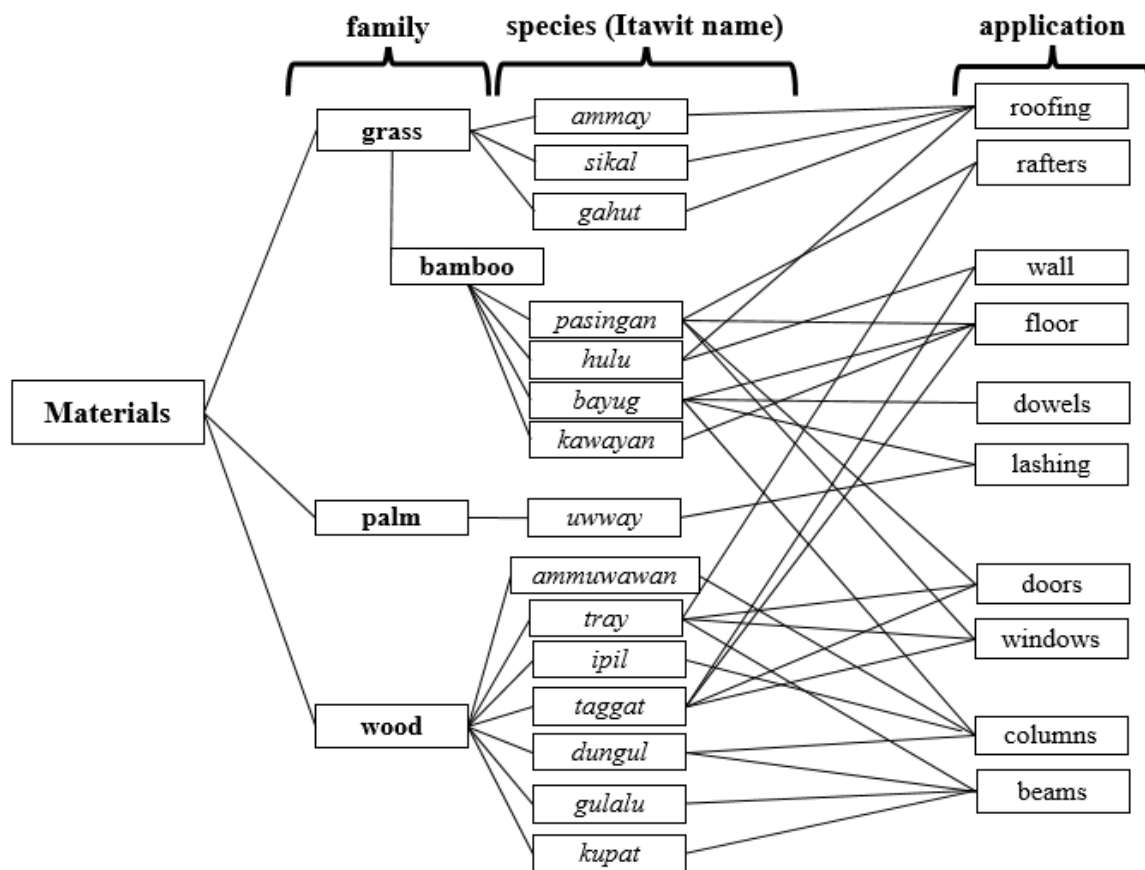 family
species (Itawit name)
application
grass
ammay
sikal
gahut
bamboo
pasingan
hulu
bayug
kawayan
Materials
palm
uwway
wood
ammuwawan
tray
ipil
taggat
dungul
gulalu
kupat
roofing
rafters
wall
floor
dowels
lashing
doors
windows
columns
beams